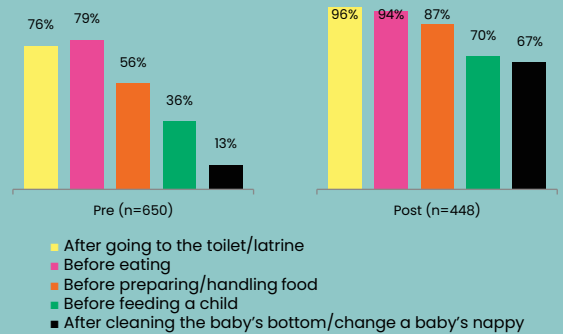 76%
79%
56%
36%
13%
96%
94%
87%
70%
67%
Pre (n=650)
Post (n=448)
After going to the toilet/latrine
Before eating
Before preparing/handling food
Before feeding a child
After cleaning the baby's bottom/change a baby's nappy